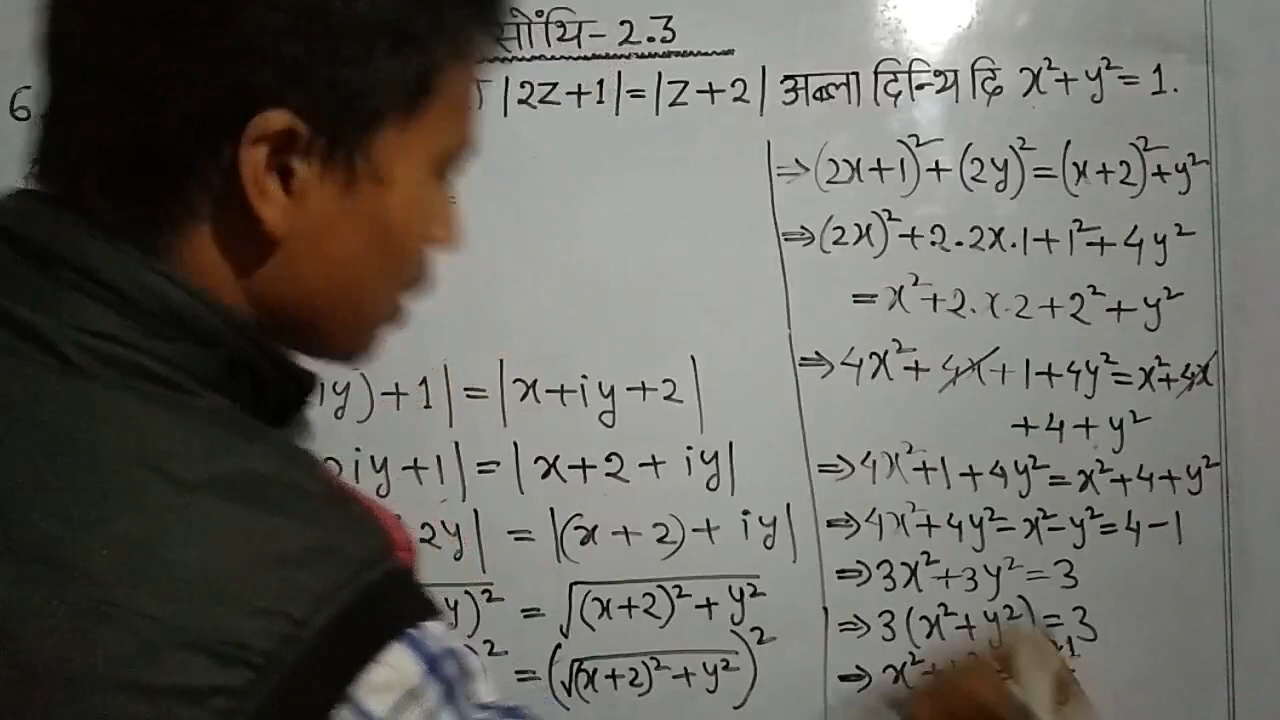 सोंथि-2.3
6 |2Z+1|=|Z+2| अब्ला दिन्थि दि x²+y²=1.
iy)+1|=|x+iy+2|
iy+1|=|x+2+iy|
2y|=|(x+2)+iy|
y)²=√(x+2)²+y²
)²=(√(x+2)²+y²)²
⇒(2x+1)²+(2y)²=(x+2)²+y²
⇒(2x)²+2.2x.1+1²+4y²
=x²+2.x.2+2²+y²
⇒4x²+4x+1+4y²=x²+4x
+4+y²
⇒4x²+1+4y²=x²+4+y²
⇒4x²+4y²-x²-y²=4-1
⇒3x²+3y²=3
⇒3(x²+y²)=3
⇒x²+